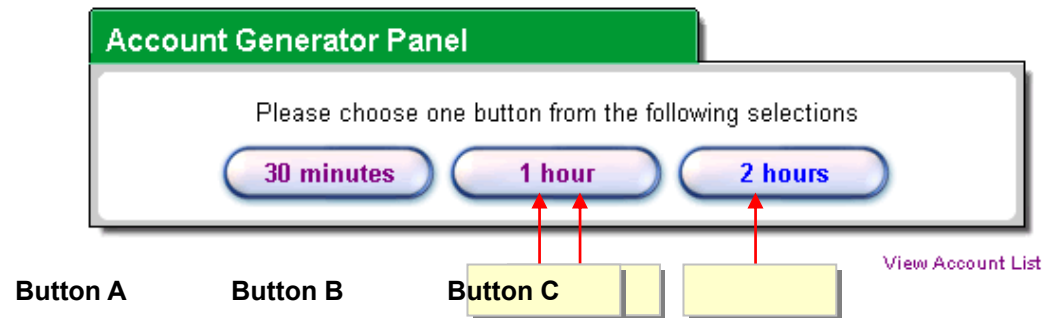 Account Generator Panel
Please choose one button from the following selections
30 minutes 1 hour 2 hours
View Account List
Button A Button B Button C